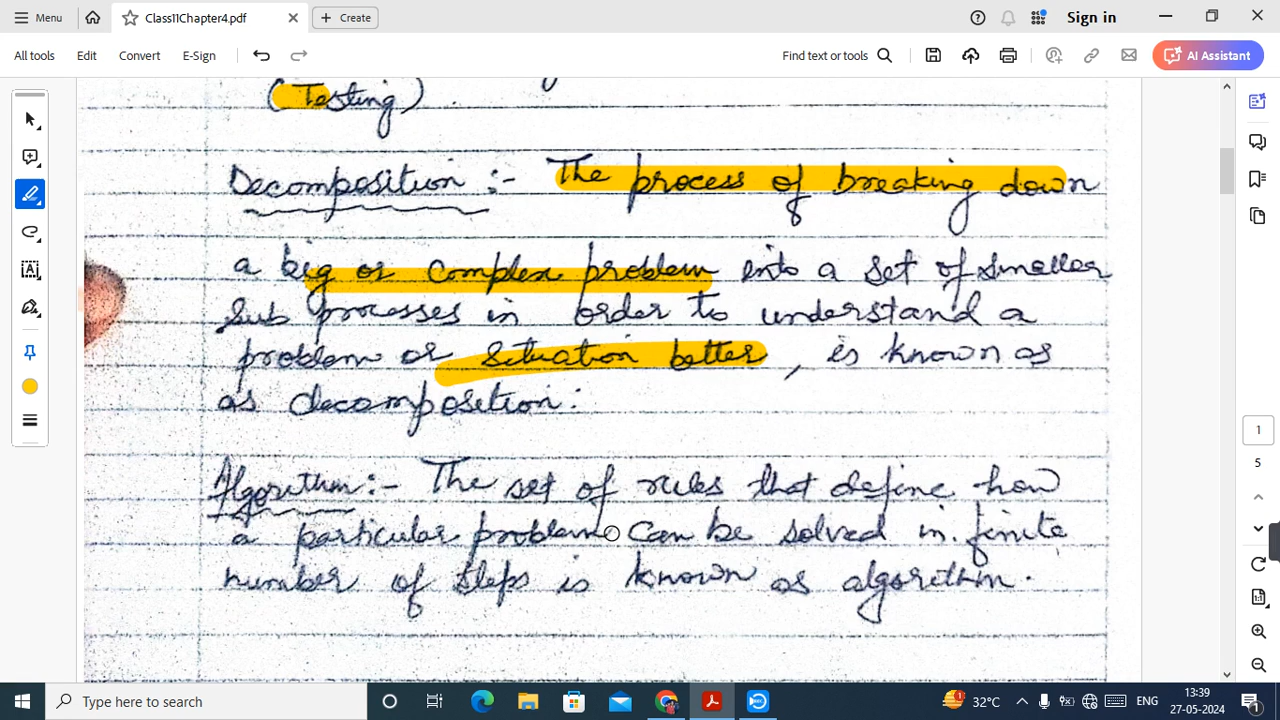 Menu
Class11Chapter4.pdf
Create
Sign in
All tools Edit Convert E-Sign Find text or tools AI Assistant
(Testing)
Decomposition :- The process of breaking down
a big or complex problem into a set of smaller
sub processes in order to understand a
problem or situation better, is known as
as decomposition.
Algorithm :- The set of rules that define how
a particular problem can be solved in finite
number of steps is known as algorithm.
1
5
Type here to search
1
32°C
ENG
13:39
27-05-2024
1